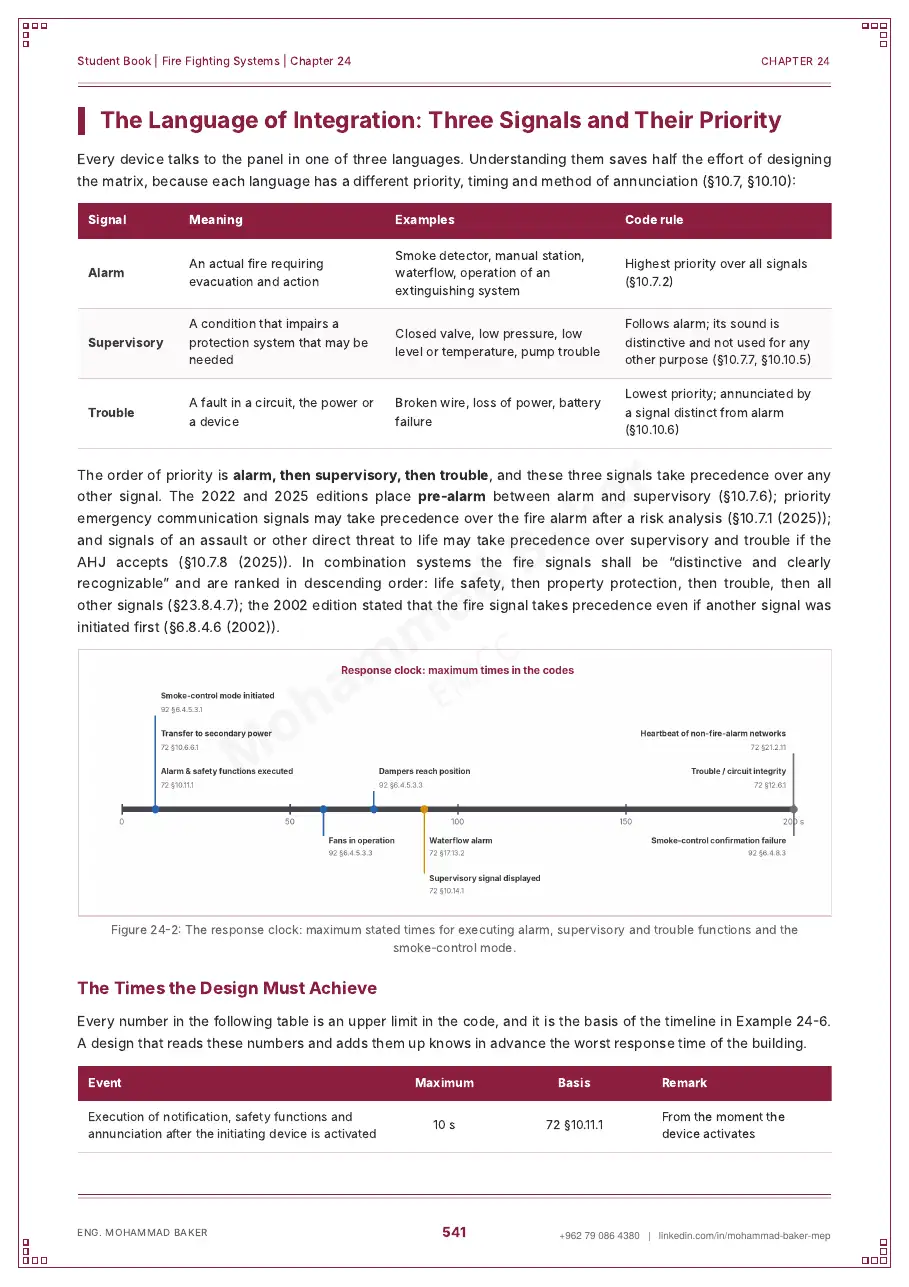 Student Book | Fire Fighting Systems | Chapter 24
CHAPTER 24
The Language of Integration: Three Signals and Their Priority
Every device talks to the panel in one of three languages. Understanding them saves half the effort of designing
the matrix, because each language has a different priority, timing and method of annunciation (§10.7, §10.10):
Signal Meaning Examples Code rule
Alarm
An actual fire requiring
evacuation and action
Smoke detector, manual station,
waterflow, operation of an
extinguishing system
Highest priority over all signals
(§10.7.2)
Supervisory
A condition that impairs a
protection system that may be
needed
Closed valve, low pressure, low
level or temperature, pump trouble
Follows alarm; its sound is
distinctive and not used for any
other purpose (§10.7.7, §10.10.5)
Trouble
A fault in a circuit, the power or
a device
Broken wire, loss of power, battery
failure
Lowest priority; annunciated by
a signal distinct from alarm
(§10.10.6)
The order of priority is alarm, then supervisory, then trouble, and these three signals take precedence over any
other signal. The 2022 and 2025 editions place pre-alarm between alarm and supervisory (§10.7.6); priority
emergency communication signals may take precedence over the fire alarm after a risk analysis (§10.7.1 (2025));
and signals of an assault or other direct threat to life may take precedence over supervisory and trouble if the
AHJ accepts (§10.7.8 (2025)). In combination systems the fire signals shall be “distinctive and clearly
recognizable” and are ranked in descending order: life safety, then property protection, then trouble, then all
other signals (§23.8.4.7); the 2002 edition stated that the fire signal takes precedence even if another signal was
initiated first (§6.8.4.6 (2002)).
Response clock: maximum times in the codes
Smoke-control mode initiated
92 §6.4.5.3.1
Transfer to secondary power
72 §10.6.6.1
Heartbeat of non-fire-alarm networks
72 §21.2.11
Alarm & safety functions executed
72 §10.11.1
Dampers reach position
92 §6.4.5.3.3
Trouble / circuit integrity
72 §12.6.1
0 50 100 150 200 s
Fans in operation
92 §6.4.5.3.3
Waterflow alarm
72 §17.13.2
Smoke-control confirmation failure
92 §6.4.8.3
Supervisory signal displayed
72 §10.14.1
Figure 24-2: The response clock: maximum stated times for executing alarm, supervisory and trouble functions and the
smoke-control mode.
The Times the Design Must Achieve
Every number in the following table is an upper limit in the code, and it is the basis of the timeline in Example 24-6.
A design that reads these numbers and adds them up knows in advance the worst response time of the building.
Event Maximum Basis Remark
Execution of notification, safety functions and
annunciation after the initiating device is activated
10 s
72 §10.11.1
From the moment the
device activates
ENG. MOHAMMAD BAKER
541
+962 79 086 4380 | linkedin.com/in/mohammad-baker-mep